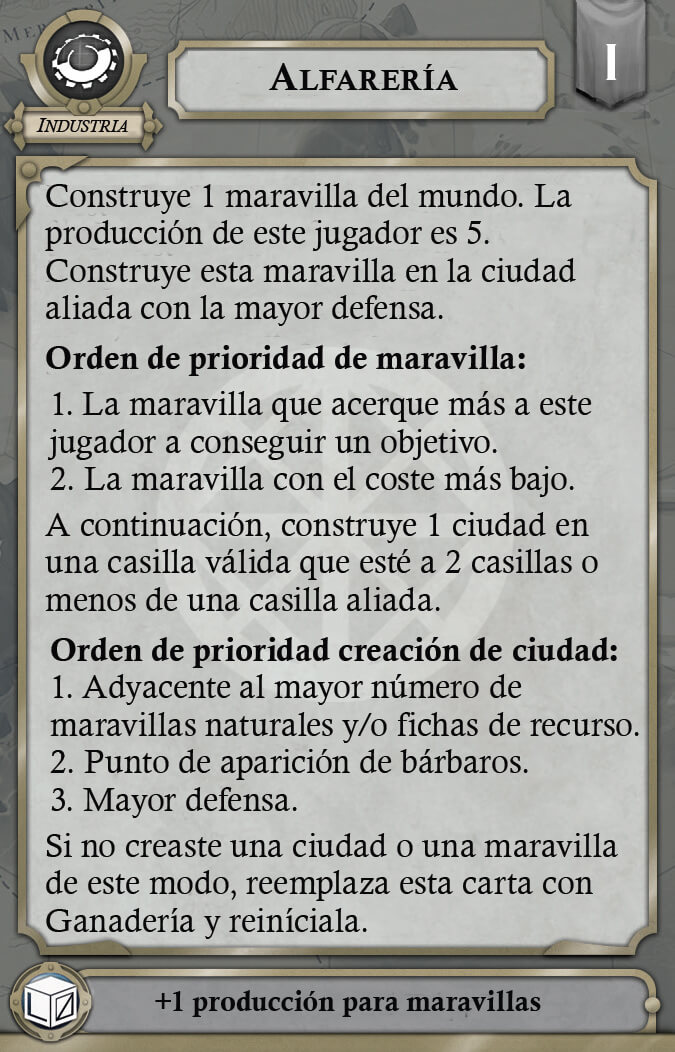 I
ALFARERÍA
INDUSTRIA
Construye 1 maravilla del mundo. La
producción de este jugador es 5.
Construye esta maravilla en la ciudad
aliada con la mayor defensa.
Orden de prioridad de maravilla:
1. La maravilla que acerque más a este
jugador a conseguir un objetivo.
2. La maravilla con el coste más bajo.
A continuación, construye 1 ciudad en
una casilla válida que esté a 2 casillas o
menos de una casilla aliada.
Orden de prioridad creación de ciudad:
1. Adyacente al mayor número de
maravillas naturales y/o fichas de recurso.
2. Punto de aparición de bárbaros.
3. Mayor defensa.
Si no creaste una ciudad o una maravilla
de este modo, reemplaza esta carta con
Ganadería y reiníciala.
+1 producción para maravillas